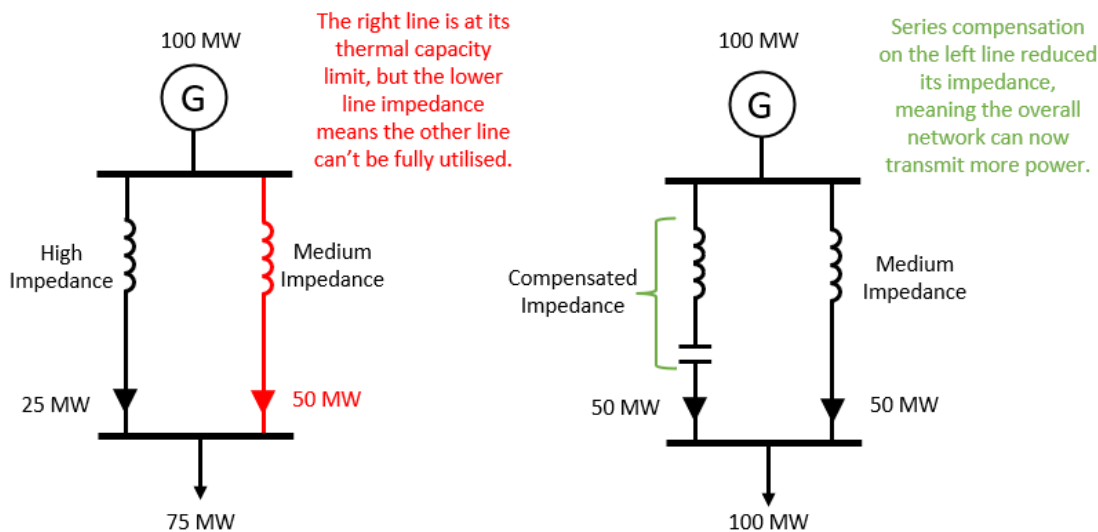 100 MW
G
The right line is at its
thermal capacity
limit, but the lower
line impedance
means the other line
can't be fully utilised.
High
Impedance
Medium
Impedance
25 MW
50 MW
75 MW
100 MW
G
Series compensation
on the left line reduced
its impedance,
meaning the overall
network can now
transmit more power.
Compensated
Impedance
Medium
Impedance
50 MW
50 MW
100 MW